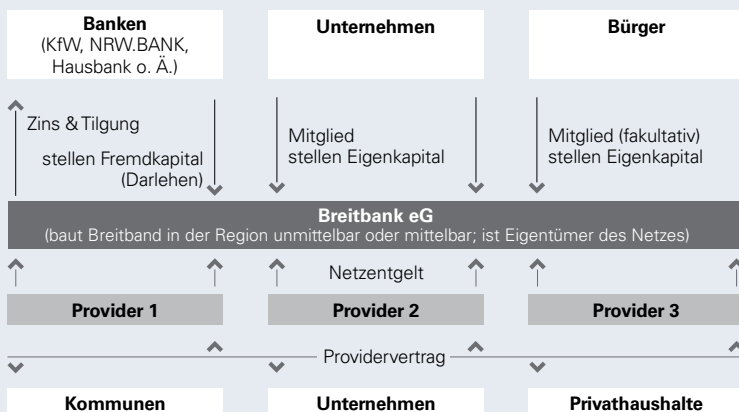 Banken
(KfW, NRW.BANK,
Hausbank o. Ä.)
Unternehmen
Bürger
Zins & Tilgung
stellen Fremdkapital
(Darlehen)
Mitglied
stellen Eigenkapital
Mitglied (fakultativ)
stellen Eigenkapital
Breitbank eG
(baut Breitband in der Region unmittelbar oder mittelbar; ist Eigentümer des Netzes)
Netzentgelt
Provider 1
Provider 2
Provider 3
Providervertrag
Kommunen
Unternehmen
Privathaushalte